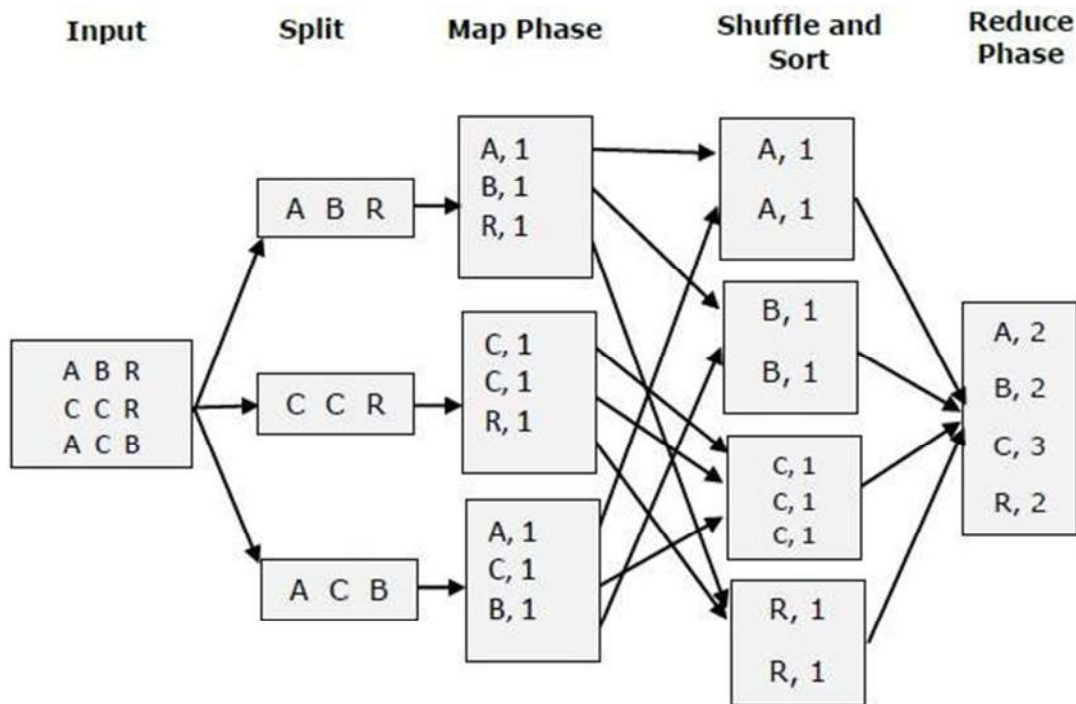 Input
Split
Map Phase
Shuffle and
Sort
Reduce
Phase
A B R
C C R
A C B
A B R
C C R
A C B
A, 1
B, 1
R, 1
C, 1
C, 1
R, 1
A, 1
C, 1
B, 1
A, 1
A, 1
B, 1
B, 1
C, 1
C, 1
C, 1
R, 1
R, 1
A, 2
B, 2
C, 3
R, 2